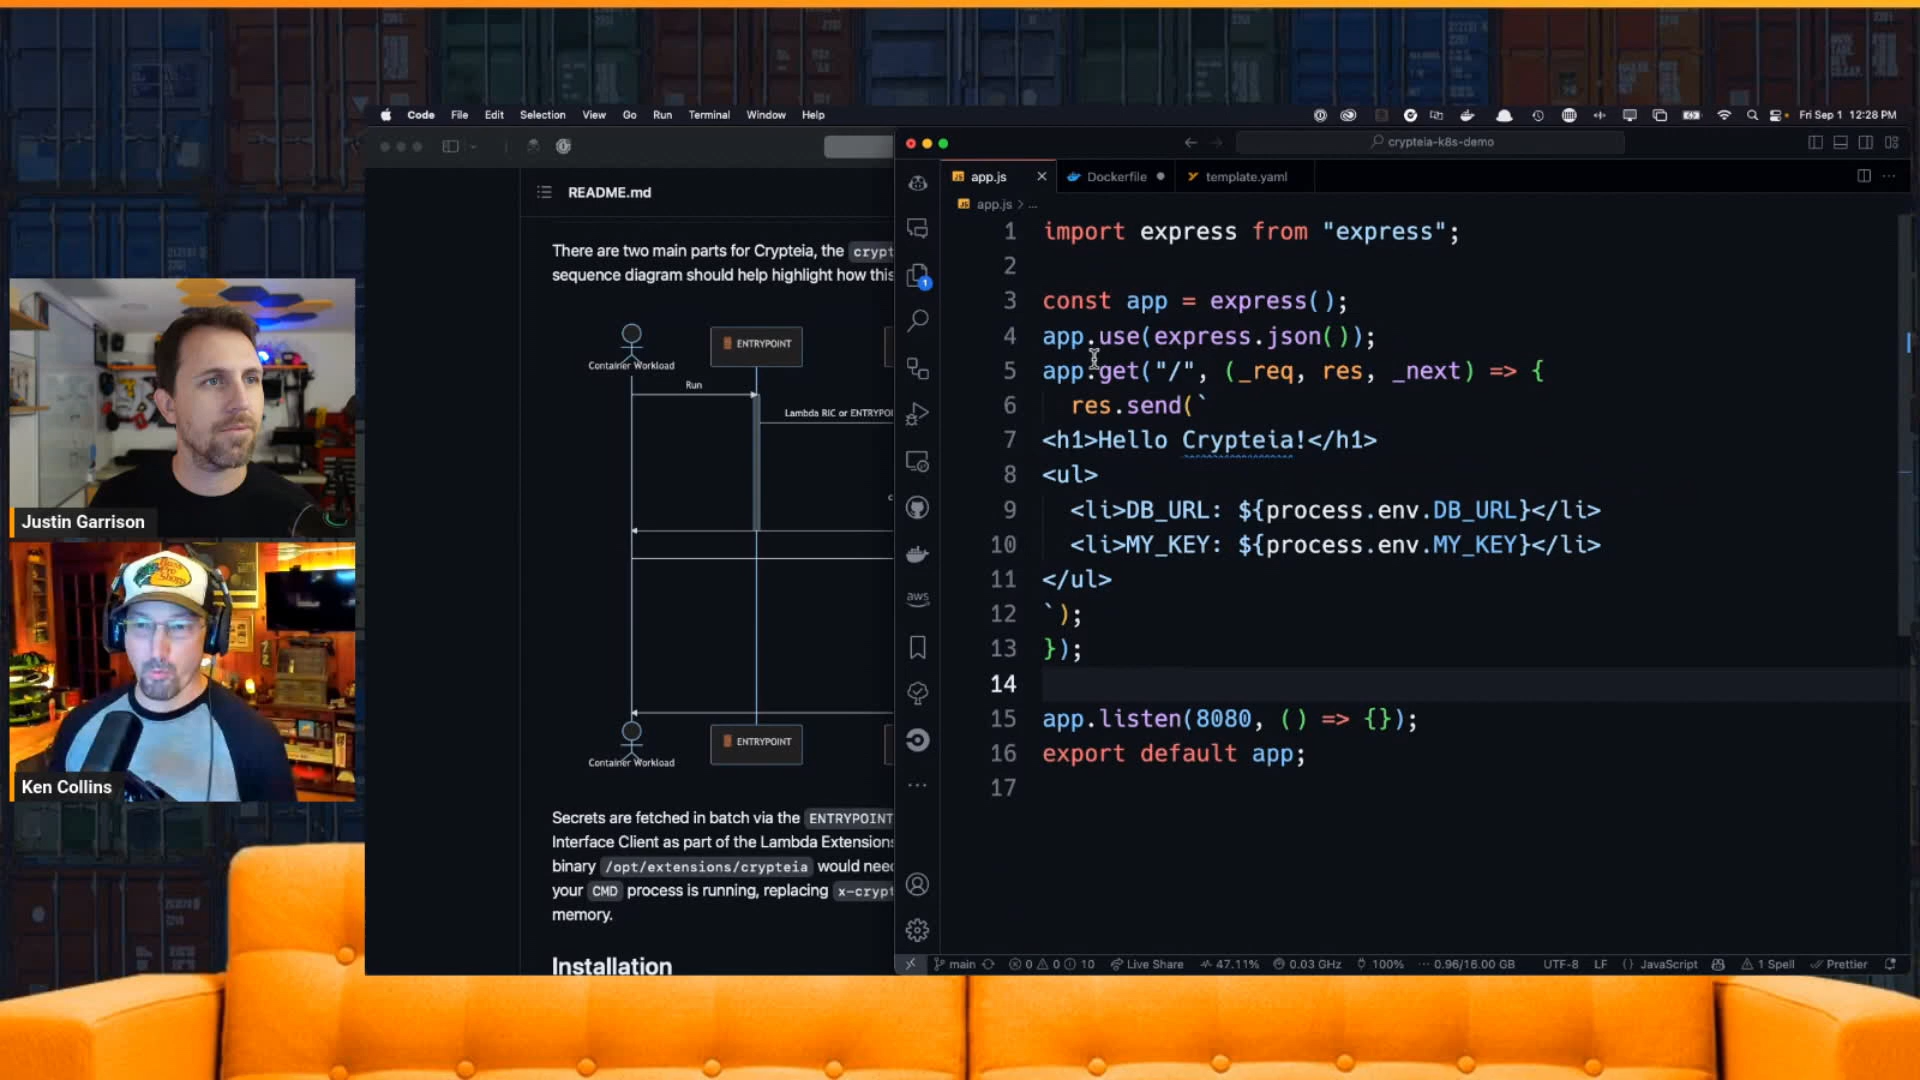 Code File Edit Selection View Go Run Terminal Window Help
Fri Sep 1 12:28 PM
README.md
There are two main parts for Crypteia, the crypt
sequence diagram should help highlight how this
Container Workload
ENTRYPOINT
Run
Lambda RIC or ENTRYPOI
c
Container Workload
ENTRYPOINT
Secrets are fetched in batch via the ENTRYPOINT
Interface Client as part of the Lambda Extensions
binary /opt/extensions/crypteia would need
your CMD process is running, replacing x-crypt
memory.
Installation
crypteia-k8s-demo
app.js Dockerfile template.yaml
app.js > ...
1 import express from "express";
2
3 const app = express();
4 app.use(express.json());
5 app.get("/", (_req, res, _next) => {
6 res.send(`
7 <h1>Hello Crypteia!</h1>
8 <ul>
9 <li>DB_URL: ${process.env.DB_URL}</li>
10 <li>MY_KEY: ${process.env.MY_KEY}</li>
11 </ul>
12 `);
13 });
14
15 app.listen(8080, () => {});
16 export default app;
17
1
aws
main 0 0 10 Live Share 47.11% 0.03 GHz 100% 0.96/16.00 GB UTF-8 LF {} JavaScript 1 Spell Prettier
Justin Garrison
Ken Collins
Bass Pro Shops